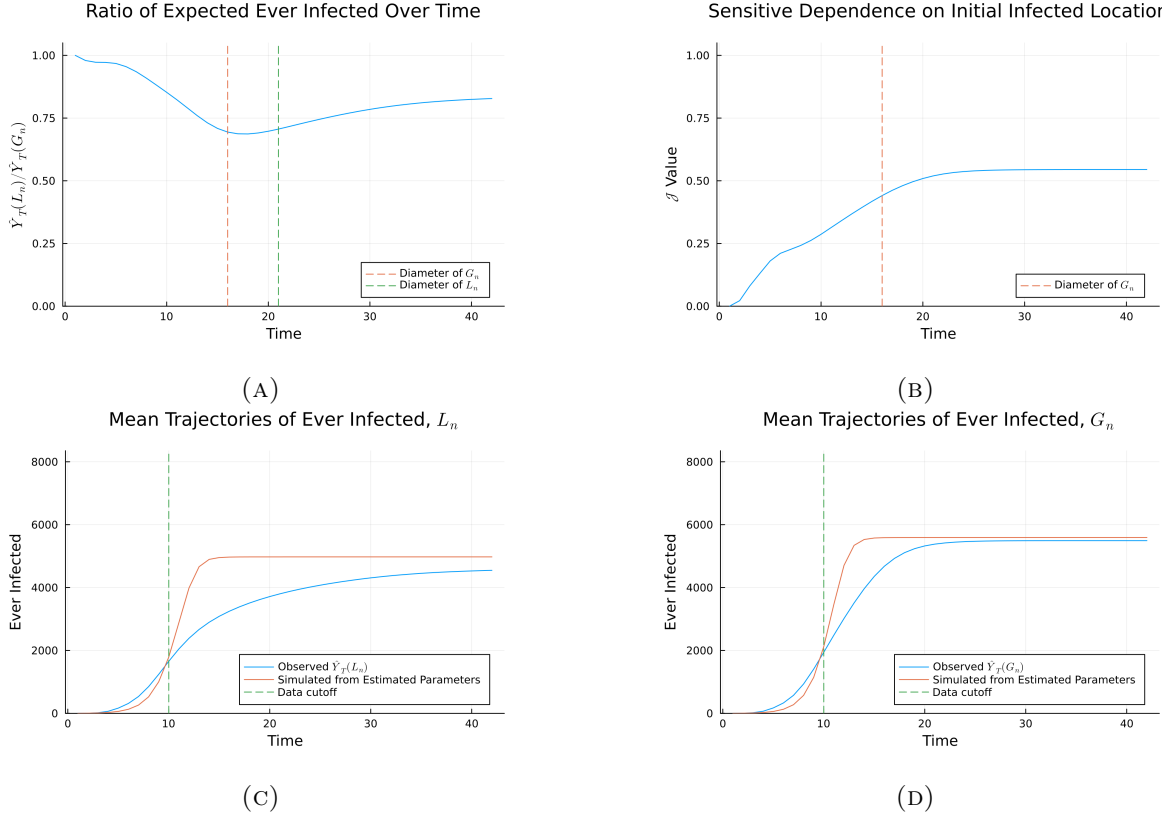 Ratio of Expected Ever Infected Over Time
Ŷ_T(L_n)/Ŷ_T(G_n)
1.00
0.75
0.50
0.25
0.00
0 10 20 30 40
Time
Diameter of G_n
Diameter of L_n
(A)
Sensitive Dependence on Initial Infected Location
Value
1.00
0.75
0.50
0.25
0.00
0 10 20 30 40
Time
Diameter of G_n
(B)
Mean Trajectories of Ever Infected, L_n
Ever Infected
8000
6000
4000
2000
0
0 10 20 30 40
Time
Observed Ŷ_T(L_n)
Simulated from Estimated Parameters
Data cutoff
(C)
Mean Trajectories of Ever Infected, G_n
Ever Infected
8000
6000
4000
2000
0
0 10 20 30 40
Time
Observed Ŷ_T(G_n)
Simulated from Estimated Parameters
Data cutoff
(D)